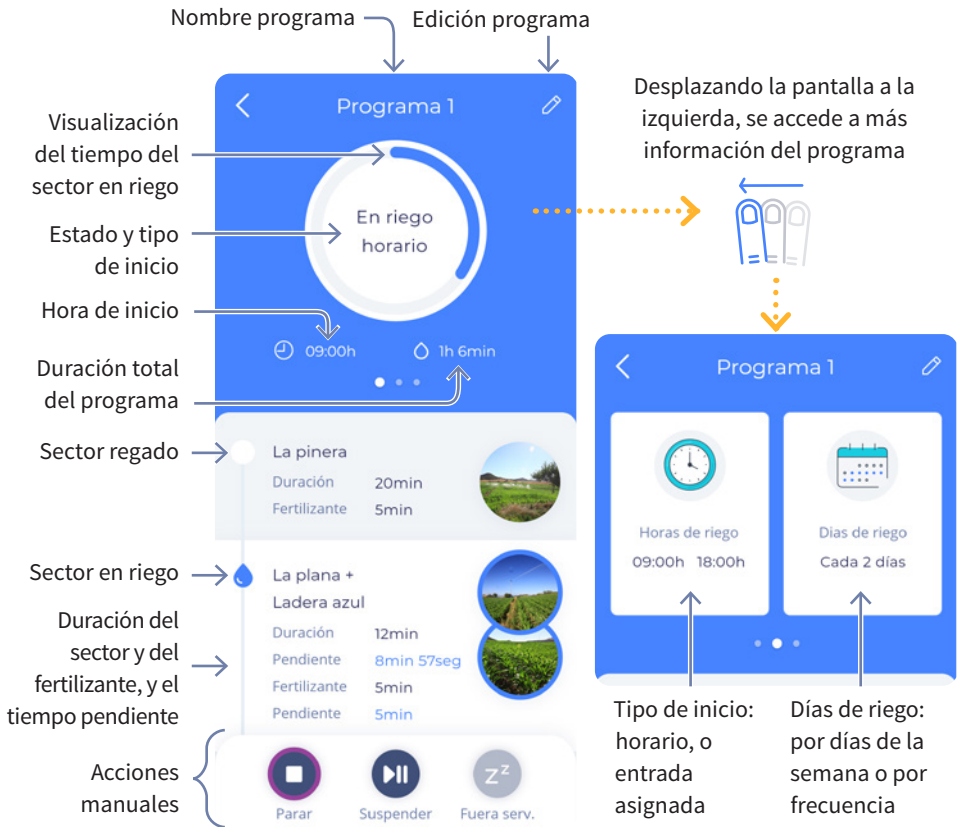 Nombre programa
Edición programa
Programa 1
Visualización
del tiempo del
sector en riego
En riego
horario
Estado y tipo
de inicio
Hora de inicio
09:00h
1h 6min
Duración total
del programa
Sector regado
La pinera
Duración 20min
Fertilizante 5min
Sector en riego
La plana +
Ladera azul
Duración 12min
Pendiente 8min 57seg
Fertilizante 5min
Pendiente 5min
Duración del
sector y del
fertilizante, y el
tiempo pendiente
Acciones
manuales
Parar
Suspender
zz
Fuera serv.
Desplazando la pantalla a la
izquierda, se accede a más
información del programa
Programa 1
Horas de riego
09:00h 18:00h
Dias de riego
Cada 2 días
Tipo de inicio:
horario, o
entrada
asignada
Días de riego:
por días de la
semana o por
frecuencia